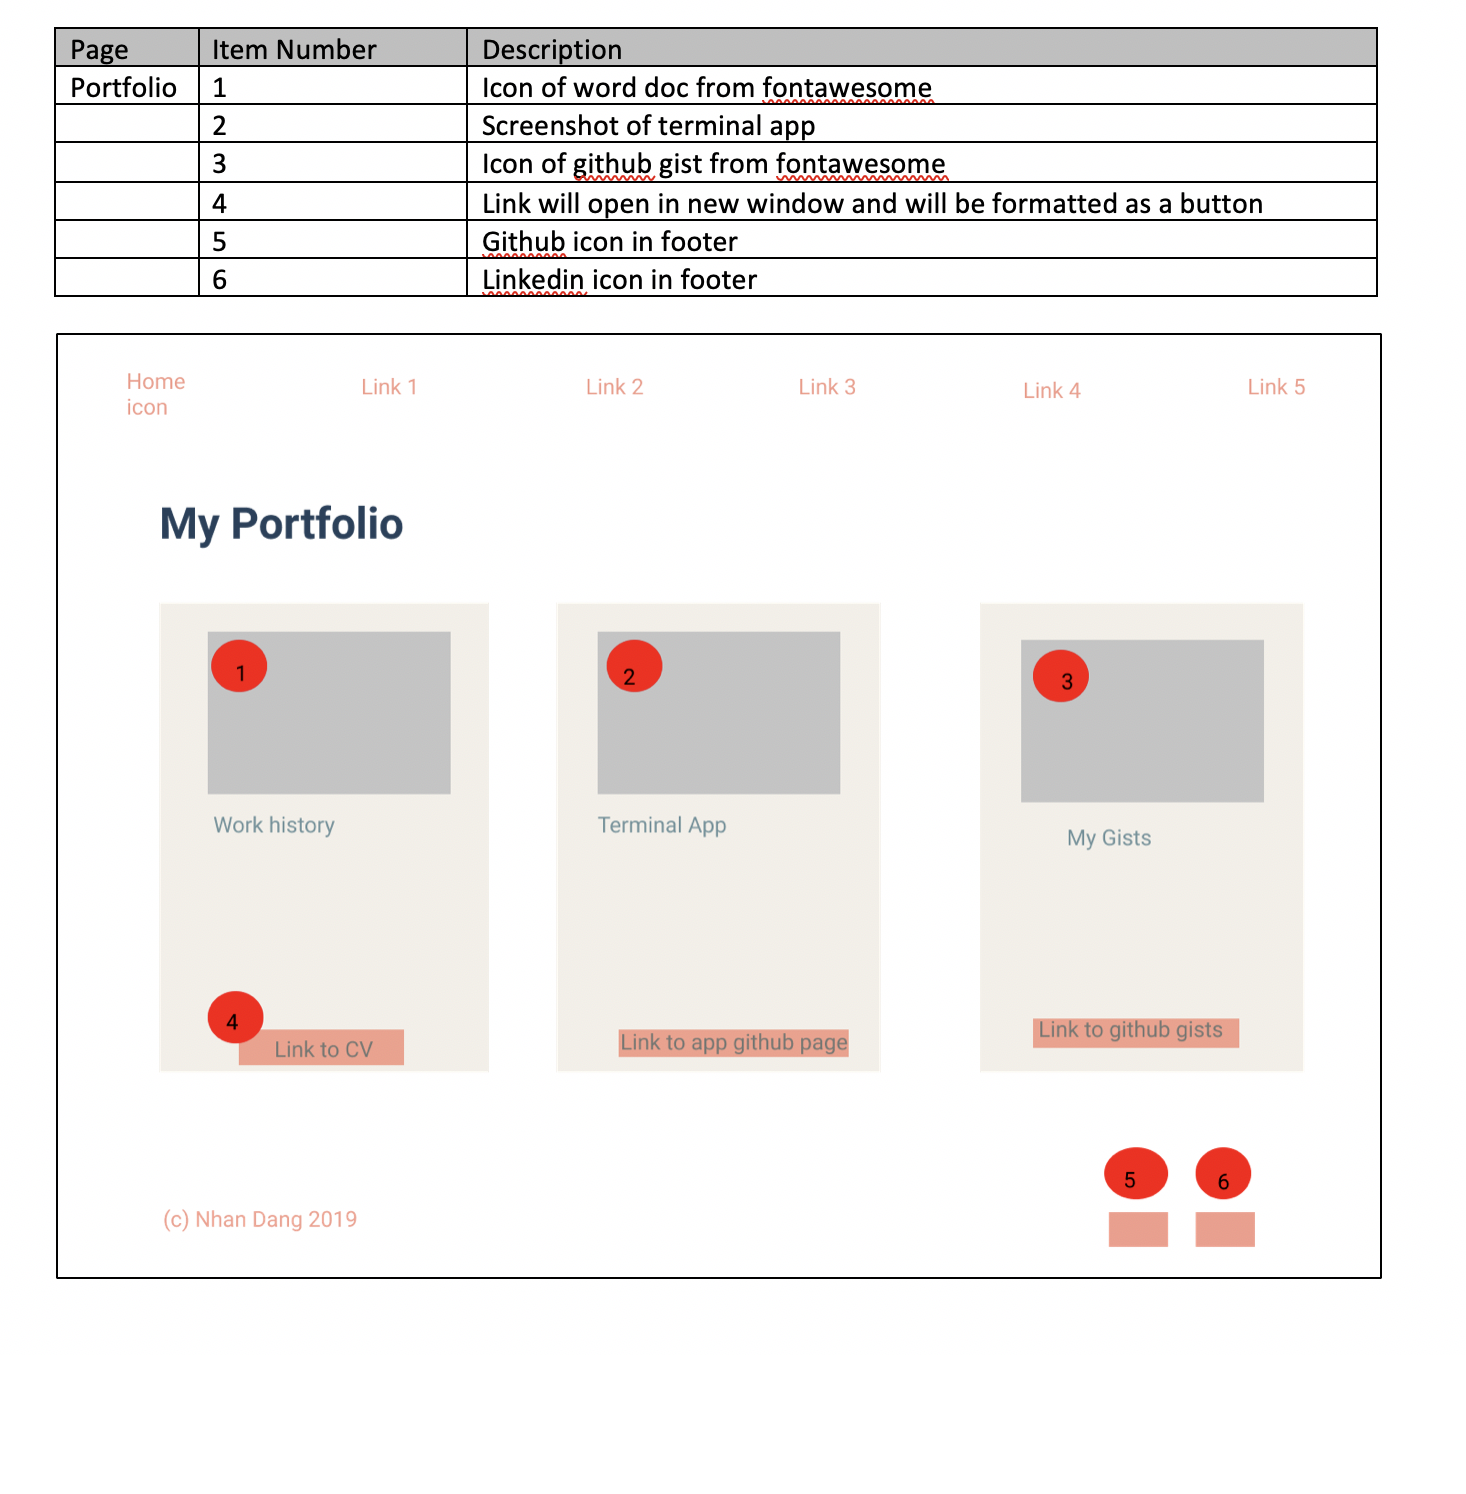 Page Item Number Description
Portfolio 1 Icon of word doc from fontawesome
2 Screenshot of terminal app
3 Icon of github gist from fontawesome
4 Link will open in new window and will be formatted as a button
5 Github icon in footer
6 Linkedin icon in footer
Home
icon
Link 1
Link 2
Link 3
Link 4
Link 5
My Portfolio
1
2
3
Work history
Terminal App
My Gists
4
Link to CV
Link to app github page
Link to github gists
5
6
(c) Nhan Dang 2019